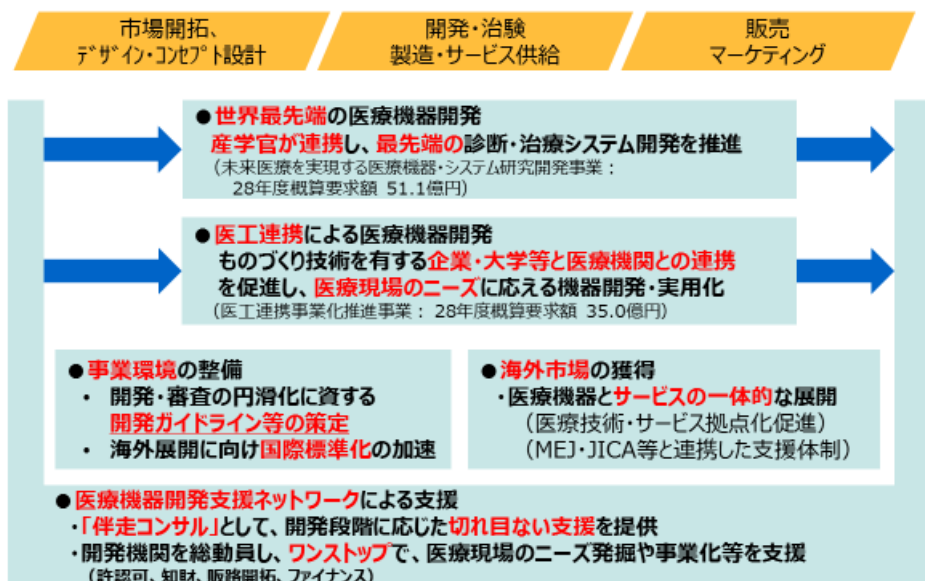 市場開拓、
デザイン・コンセプト設計
開発・治験
製造・サービス供給
販売
マーケティング
●世界最先端の医療機器開発
産学官が連携し、最先端の診断・治療システム開発を推進
（未来医療を実現する医療機器・システム研究開発事業：
28年度概算要求額 51.1億円）
●医工連携による医療機器開発
ものづくり技術を有する企業・大学等と医療機関との連携
を促進し、医療現場のニーズに応える機器開発・実用化
（医工連携事業化推進事業： 28年度概算要求額 35.0億円）
●事業環境の整備
・ 開発・審査の円滑化に資する
開発ガイドライン等の策定
・ 海外展開に向け国際標準化の加速
●海外市場の獲得
・医療機器とサービスの一体的な展開
（医療技術・サービス拠点化促進）
（MEJ・JICA等と連携した支援体制）
●医療機器開発支援ネットワークによる支援
・「伴走コンサル」として、開発段階に応じた切れ目ない支援を提供
・開発機関を総動員し、ワンストップで、医療現場のニーズ発掘や事業化等を支援
（許認可、知財、販路開拓、ファイナンス）